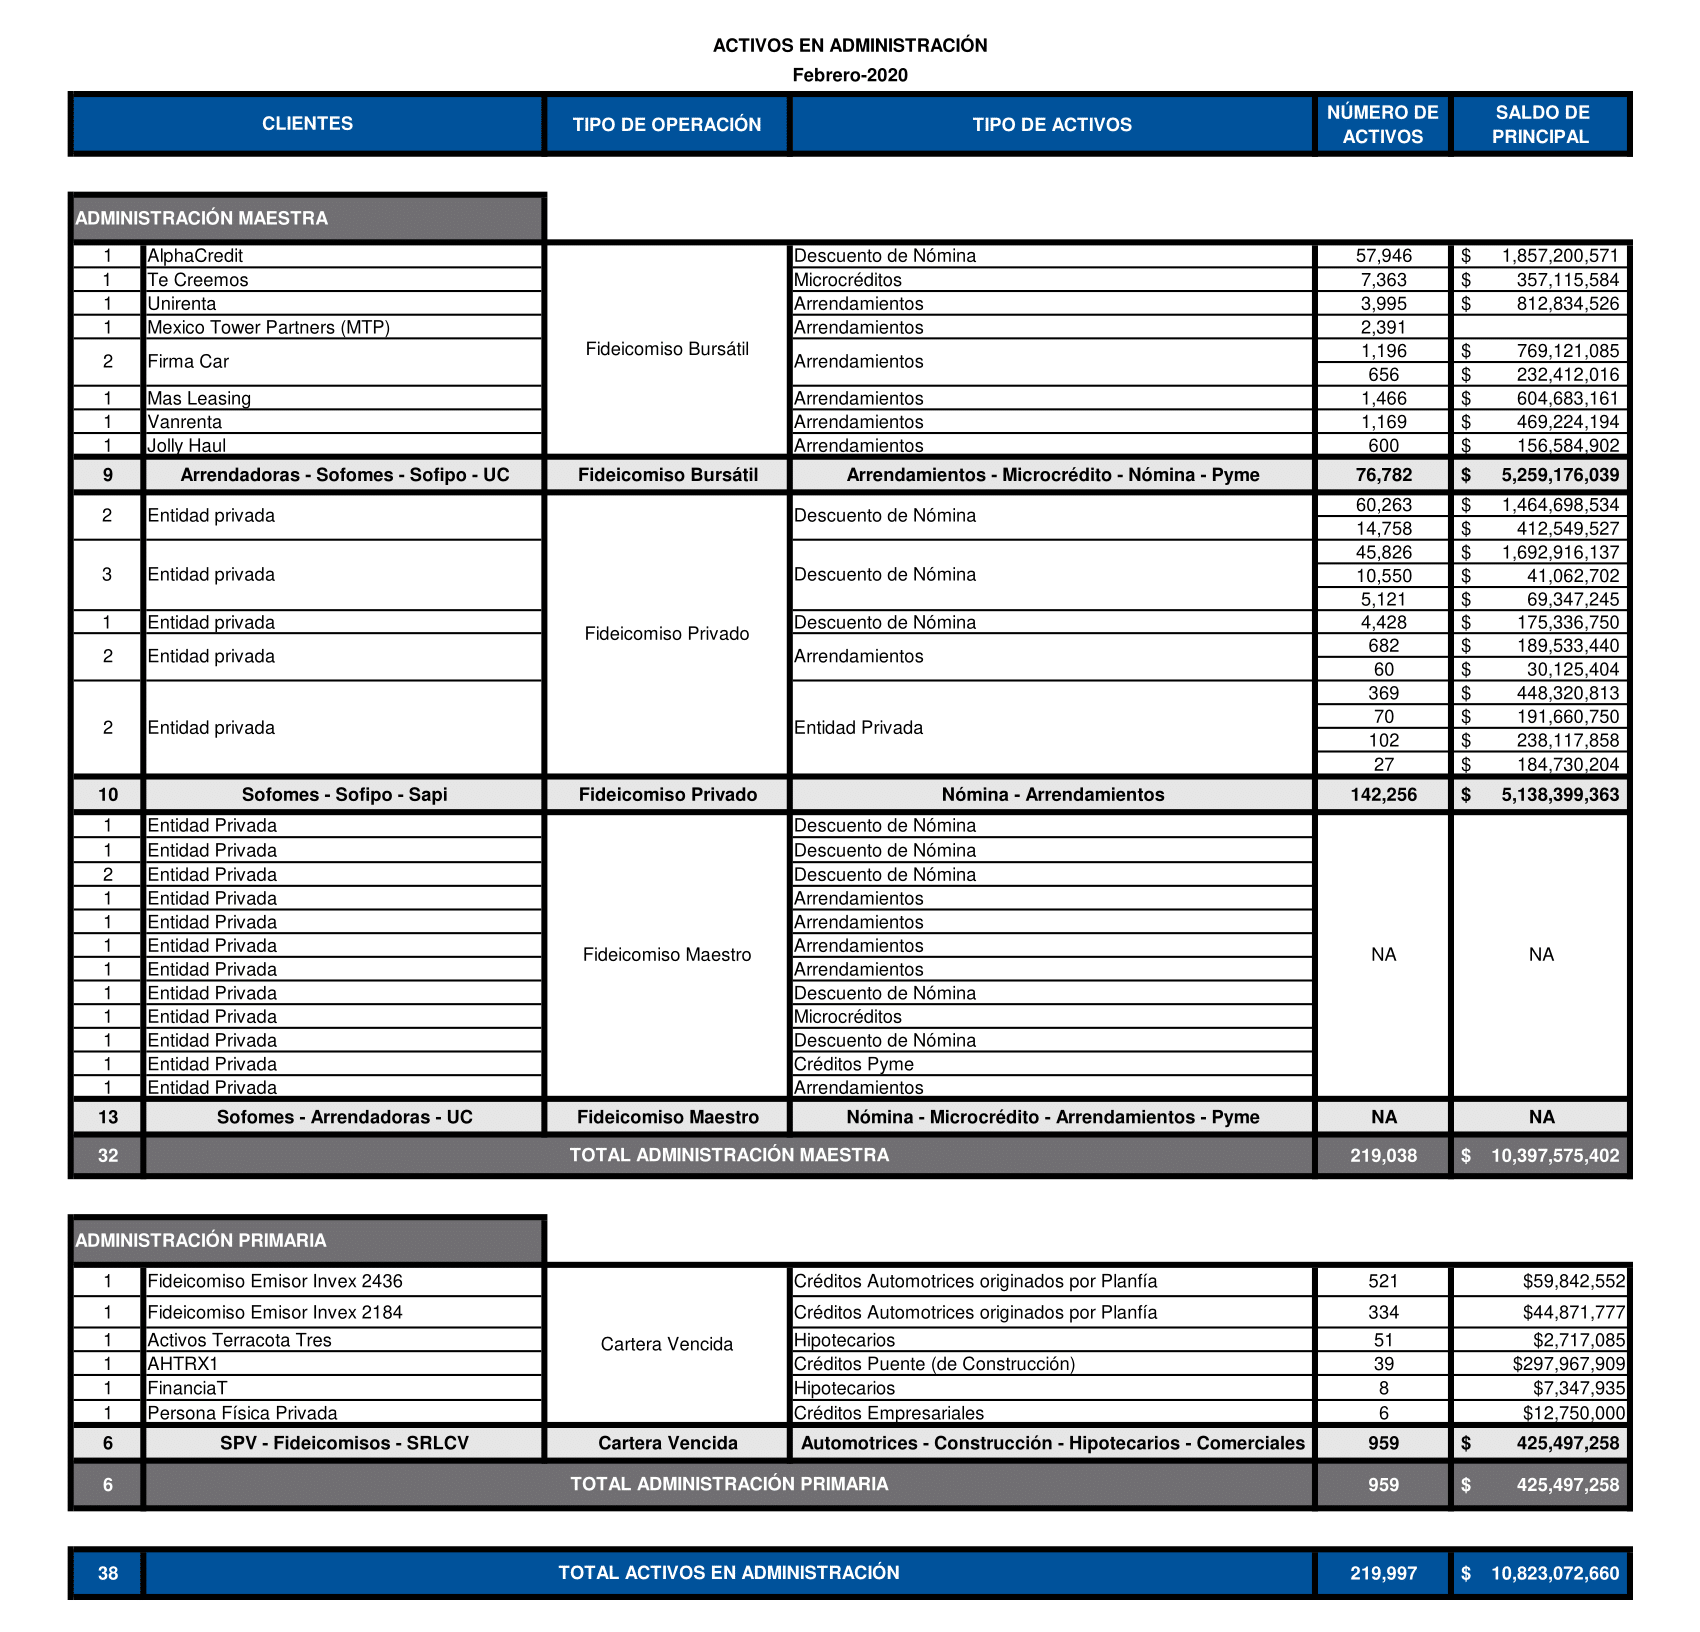 ACTIVOS EN ADMINISTRACIÓN
Febrero-2020
CLIENTES TIPO DE OPERACIÓN TIPO DE ACTIVOS NÚMERO DE ACTIVOS SALDO DE PRINCIPAL
ADMINISTRACIÓN MAESTRA
1 AlphaCredit Descuento de Nómina 57,946 $ 1,857,200,571
1 Te Creemos Microcréditos 7,363 $ 357,115,584
1 Unirenta Arrendamientos 3,995 $ 812,834,526
1 Mexico Tower Partners (MTP) Arrendamientos 2,391
Fideicomiso Bursátil
2 Firma Car Arrendamientos 1,196 $ 769,121,085
656 $ 232,412,016
1 Mas Leasing Arrendamientos 1,466 $ 604,683,161
1 Vanrenta Arrendamientos 1,169 $ 469,224,194
1 Jolly Haul Arrendamientos 600 $ 156,584,902
9 Arrendadoras - Sofomes - Sofipo - UC Fideicomiso Bursátil Arrendamientos - Microcrédito - Nómina - Pyme 76,782 $ 5,259,176,039
2 Entidad privada Descuento de Nómina 60,263 $ 1,464,698,534
14,758 $ 412,549,527
3 Entidad privada Descuento de Nómina 45,826 $ 1,692,916,137
10,550 $ 41,062,702
5,121 $ 69,347,245
1 Entidad privada Descuento de Nómina 4,428 $ 175,336,750
Fideicomiso Privado
2 Entidad privada Arrendamientos 682 $ 189,533,440
60 $ 30,125,404
2 Entidad privada Entidad Privada 369 $ 448,320,813
70 $ 191,660,750
102 $ 238,117,858
27 $ 184,730,204
10 Sofomes - Sofipo - Sapi Fideicomiso Privado Nómina - Arrendamientos 142,256 $ 5,138,399,363
1 Entidad Privada Descuento de Nómina
1 Entidad Privada Descuento de Nómina
2 Entidad Privada Descuento de Nómina
1 Entidad Privada Arrendamientos
1 Entidad Privada Arrendamientos
1 Entidad Privada Arrendamientos
Fideicomiso Maestro NA NA
1 Entidad Privada Arrendamientos
1 Entidad Privada Descuento de Nómina
1 Entidad Privada Microcréditos
1 Entidad Privada Descuento de Nómina
1 Entidad Privada Créditos Pyme
1 Entidad Privada Arrendamientos
13 Sofomes - Arrendadoras - UC Fideicomiso Maestro Nómina - Microcrédito - Arrendamientos - Pyme NA NA
32 TOTAL ADMINISTRACIÓN MAESTRA 219,038 $ 10,397,575,402
ADMINISTRACIÓN PRIMARIA
1 Fideicomiso Emisor Invex 2436 Créditos Automotrices originados por Planfía 521 $59,842,552
1 Fideicomiso Emisor Invex 2184 Créditos Automotrices originados por Planfía 334 $44,871,777
1 Activos Terracota Tres Hipotecarios 51 $2,717,085
Cartera Vencida
1 AHTRX1 Créditos Puente (de Construcción) 39 $297,967,909
1 FinanciaT Hipotecarios 8 $7,347,935
1 Persona Física Privada Créditos Empresariales 6 $12,750,000
6 SPV - Fideicomisos - SRLCV Cartera Vencida Automotrices - Construcción - Hipotecarios - Comerciales 959 $ 425,497,258
6 TOTAL ADMINISTRACIÓN PRIMARIA 959 $ 425,497,258
38 TOTAL ACTIVOS EN ADMINISTRACIÓN 219,997 $ 10,823,072,660